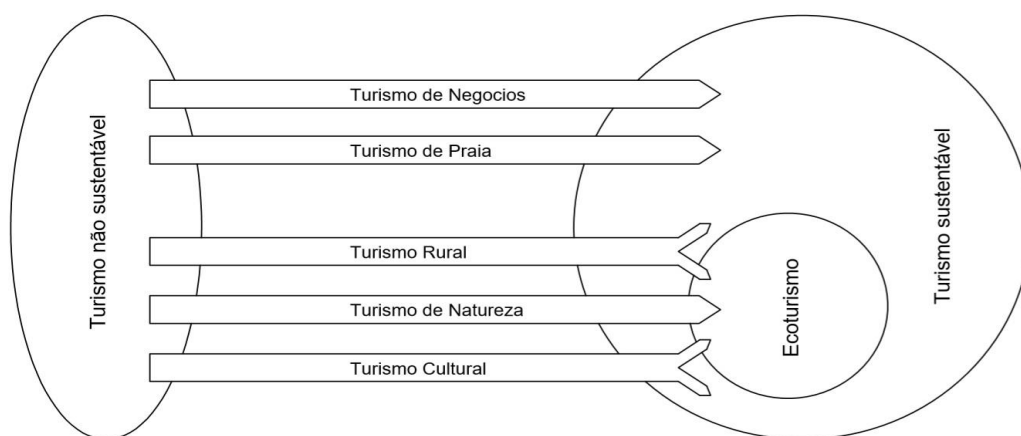 Turismo não sustentável
Turismo de Negocios
Turismo de Praia
Turismo Rural
Turismo de Natureza
Turismo Cultural
Ecoturismo
Turismo sustentável